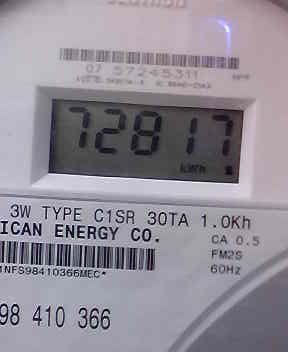 07 57245311
72817
KWH
3W TYPE C1SR 30TA 1.0Kh
ICAN ENERGY CO.
CA 0.5
FM2S
60Hz
1NFS98410366MEC*
98 410 366